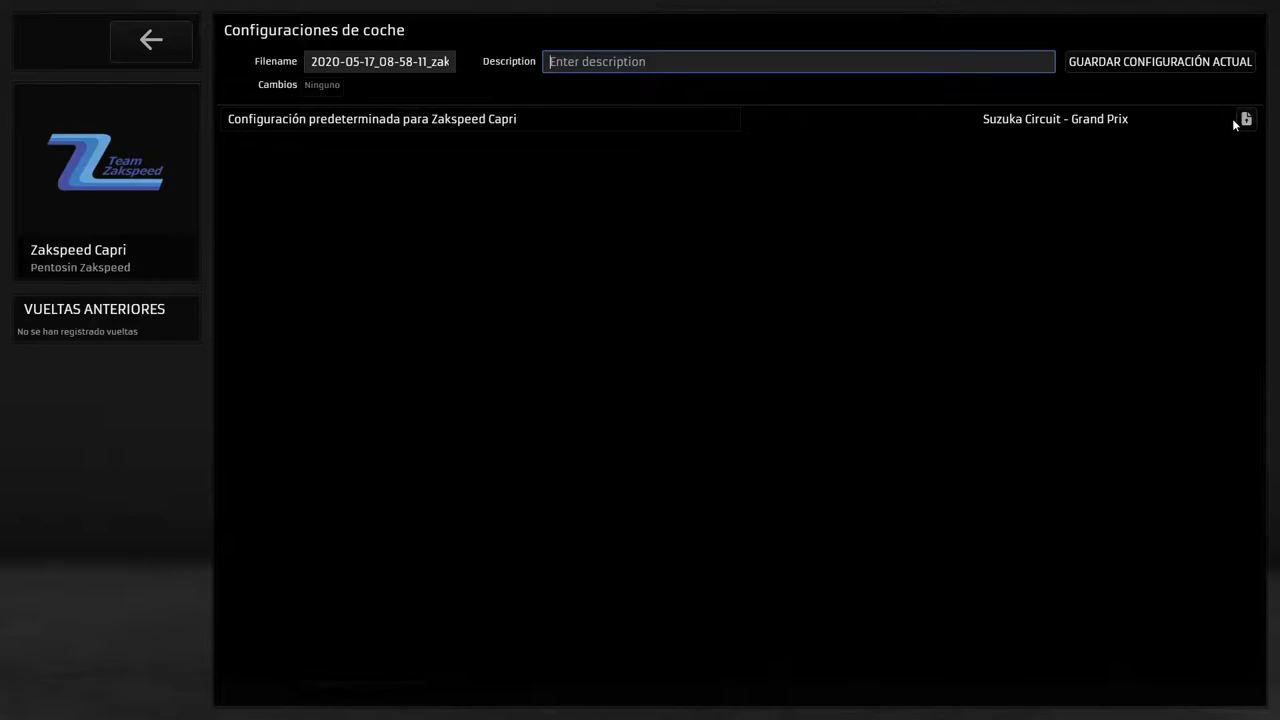 Configuraciones de coche
Filename 2020-05-17_08-58-11_zak Description Enter description GUARDAR CONFIGURACIÓN ACTUAL
Cambios Ninguno
Configuración predeterminada para Zakspeed Capri Suzuka Circuit - Grand Prix
Team
Zakspeed
Zakspeed Capri
Pentosin Zakspeed
VUELTAS ANTERIORES
No se han registrado vueltas